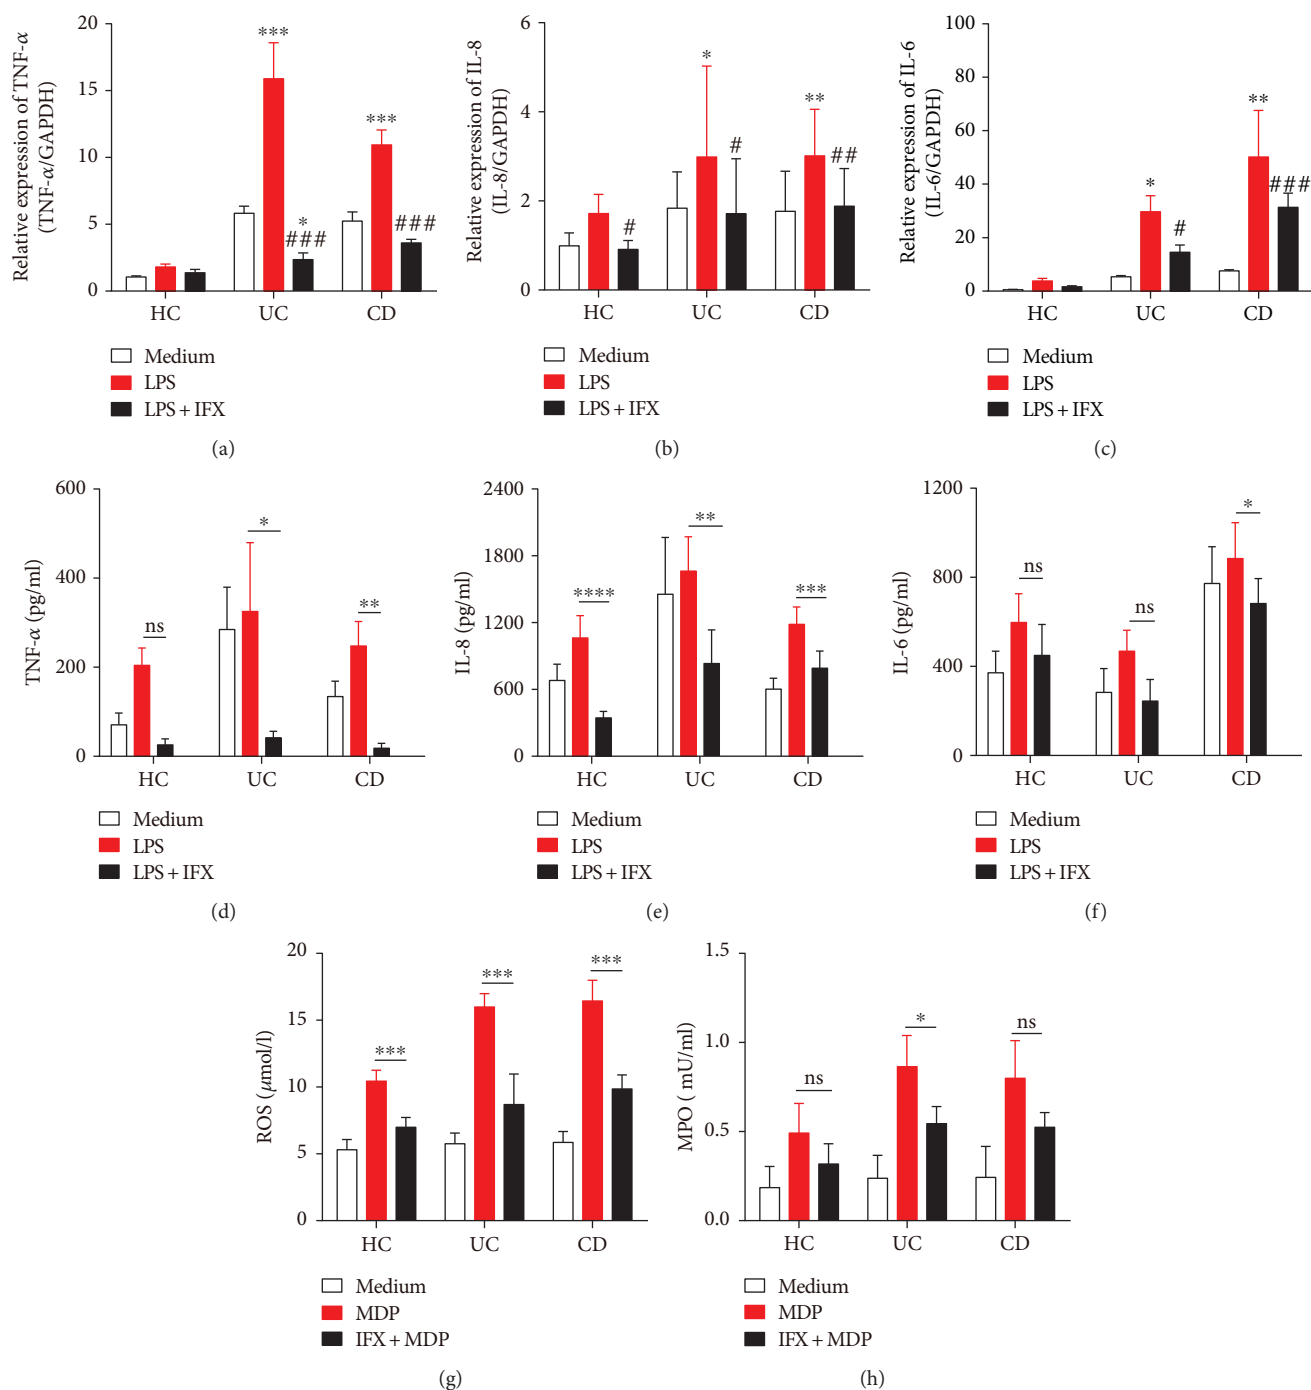 Relative expression of TNF-α
(TNF-α/GAPDH)
20
15
10
5
0
***
***
*
###
###
HC
UC
CD
Medium
LPS
LPS + IFX
(a)
Relative expression of IL-8
(IL-8/GAPDH)
6
4
2
0
*
**
#
#
##
HC
UC
CD
Medium
LPS
LPS + IFX
(b)
Relative expression of IL-6
(IL-6/GAPDH)
100
80
60
40
20
0
**
*
###
#
HC
UC
CD
Medium
LPS
LPS + IFX
(c)
TNF-α (pg/ml)
600
400
200
0
ns
*
**
HC
UC
CD
Medium
LPS
LPS + IFX
(d)
IL-8 (pg/ml)
2400
1800
1200
600
0
****
**
***
HC
UC
CD
Medium
LPS
LPS + IFX
(e)
IL-6 (pg/ml)
1200
800
400
0
ns
ns
*
HC
UC
CD
Medium
LPS
LPS + IFX
(f)
ROS (μmol/l)
20
15
10
5
0
***
***
***
HC
UC
CD
Medium
MDP
IFX + MDP
(g)
MPO ( mU/ml)
1.5
1.0
0.5
0.0
ns
*
ns
HC
UC
CD
Medium
MDP
IFX + MDP
(h)